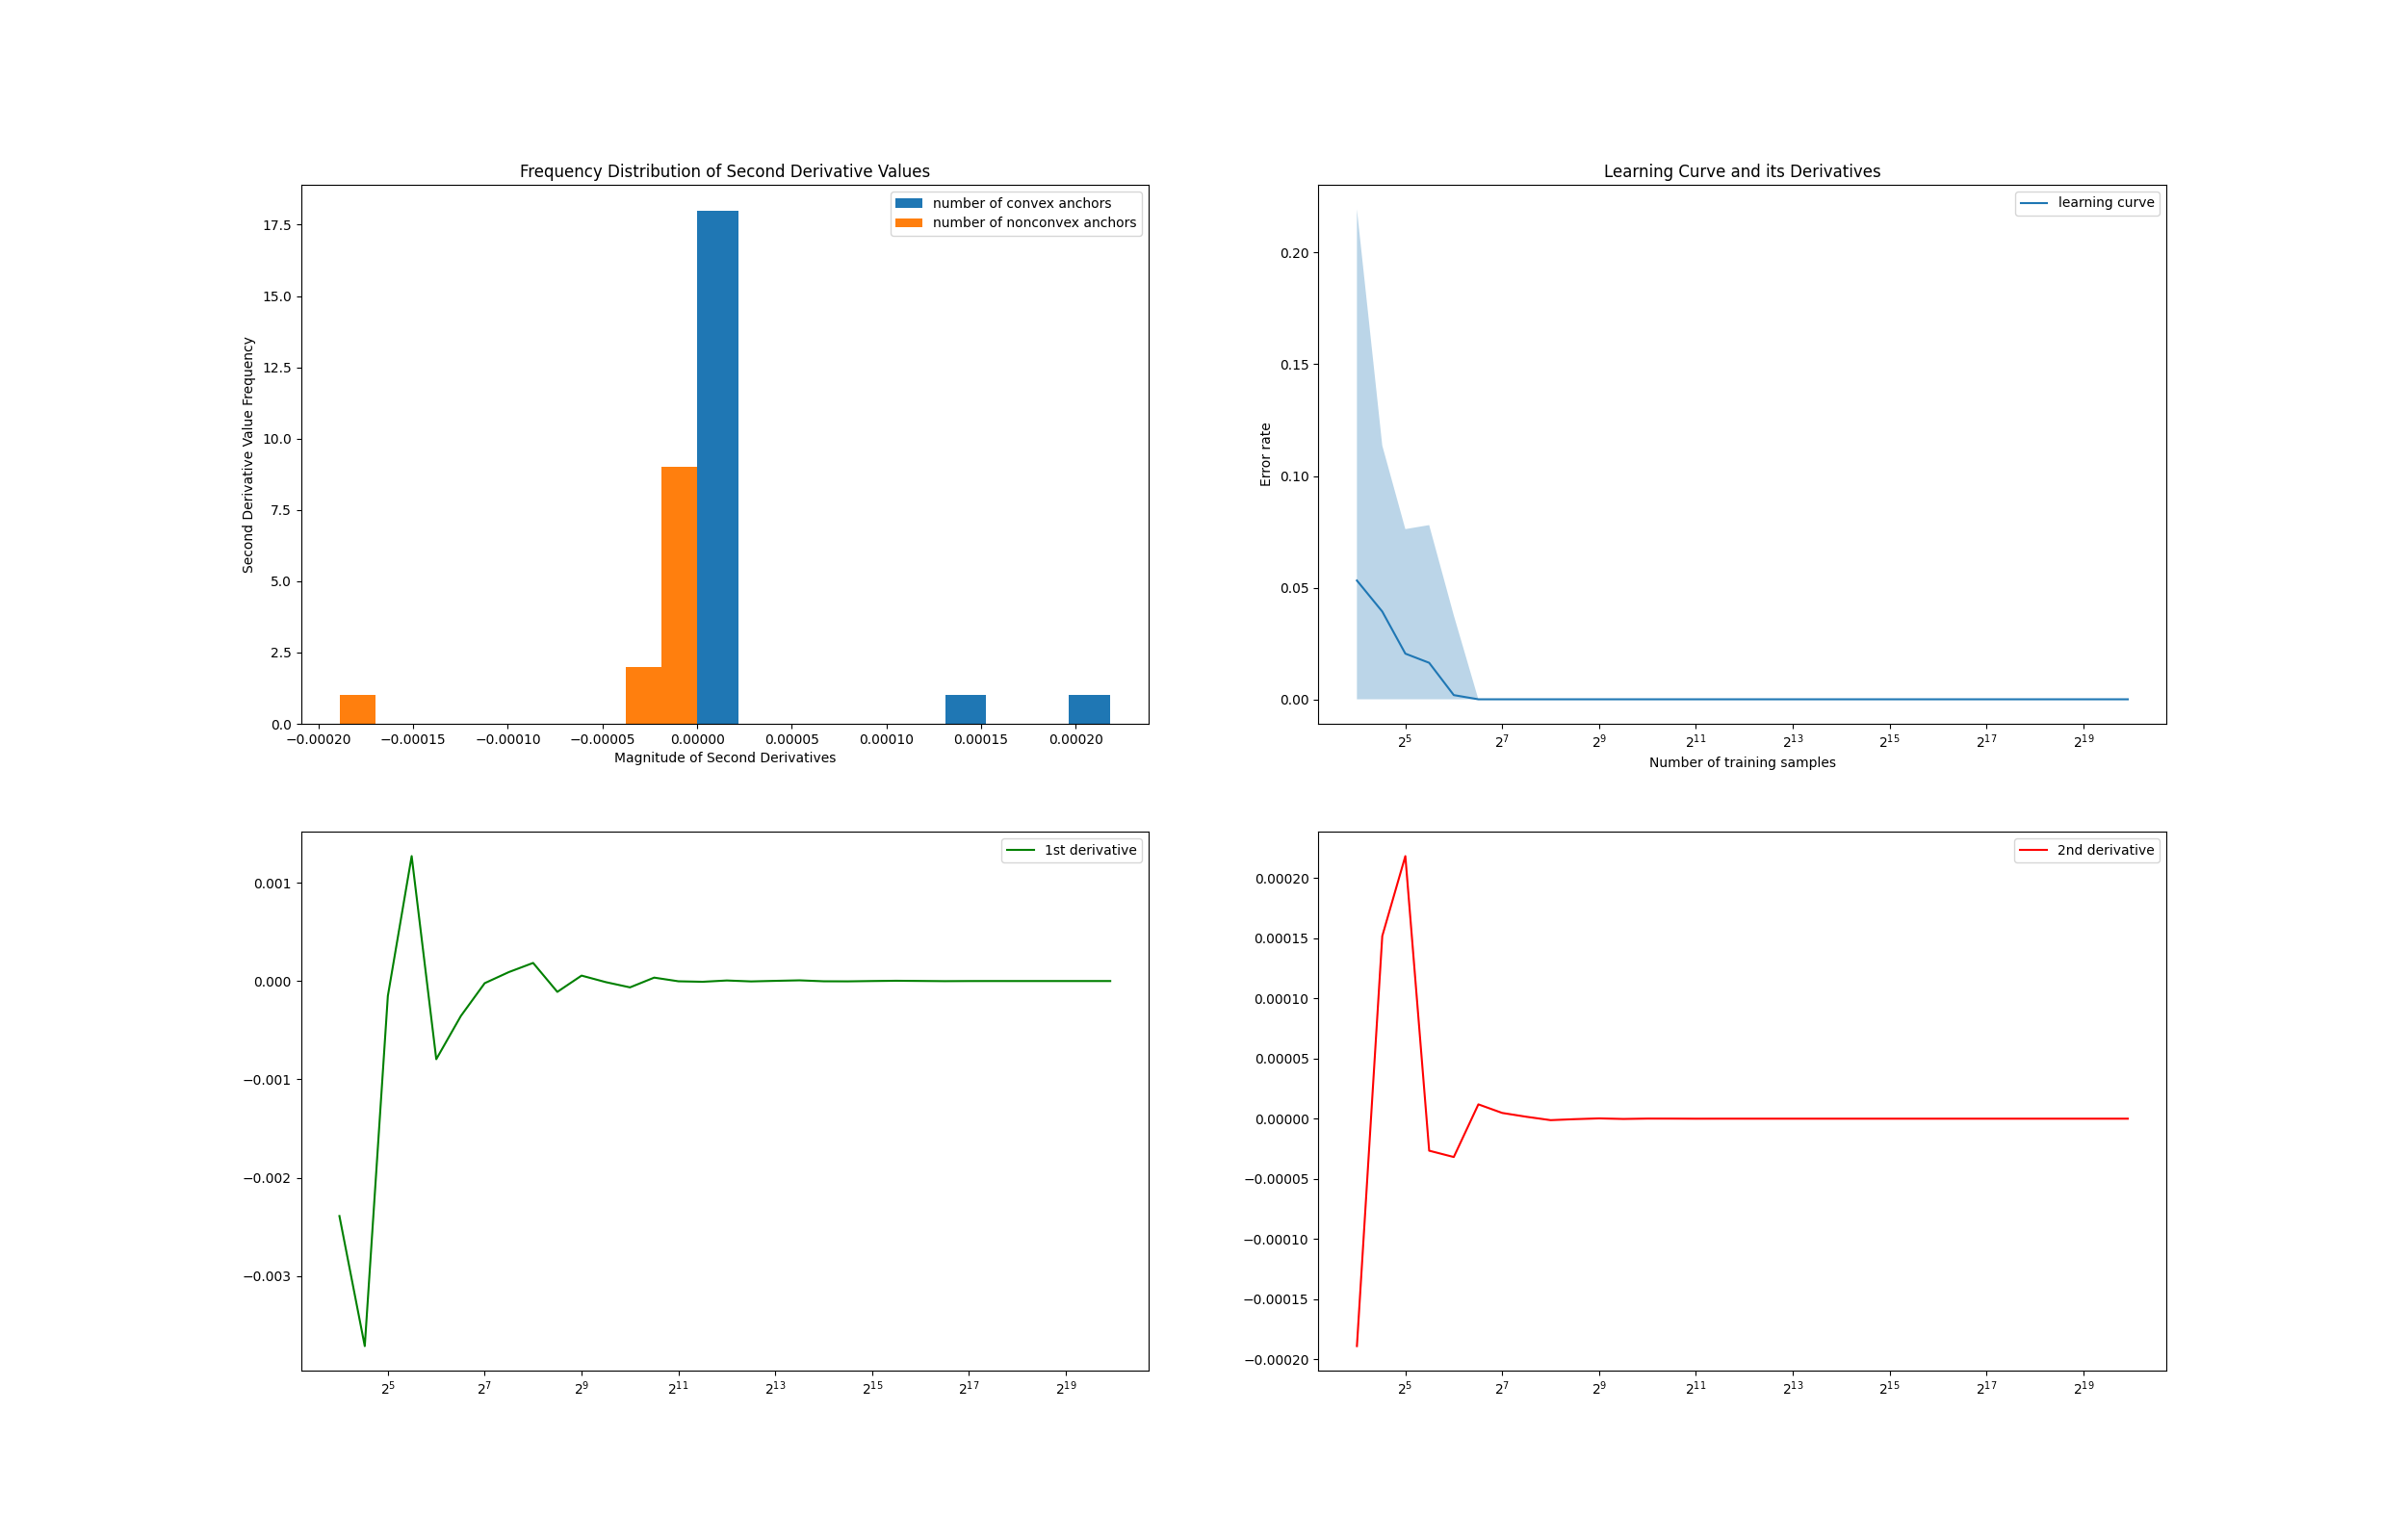 Frequency Distribution of Second Derivative Values
number of convex anchors
number of nonconvex anchors
Second Derivative Value Frequency
17.5
15.0
12.5
10.0
7.5
5.0
2.5
0.0
−0.00020 −0.00015 −0.00010 −0.00005 0.00000 0.00005 0.00010 0.00015 0.00020
Magnitude of Second Derivatives
Learning Curve and its Derivatives
learning curve
Error rate
0.20
0.15
0.10
0.05
0.00
2^5 2^7 2^9 2^11 2^13 2^15 2^17 2^19
Number of training samples
1st derivative
0.001
0.000
−0.001
−0.002
−0.003
2^5 2^7 2^9 2^11 2^13 2^15 2^17 2^19
2nd derivative
0.00020
0.00015
0.00010
0.00005
0.00000
−0.00005
−0.00010
−0.00015
−0.00020
2^5 2^7 2^9 2^11 2^13 2^15 2^17 2^19